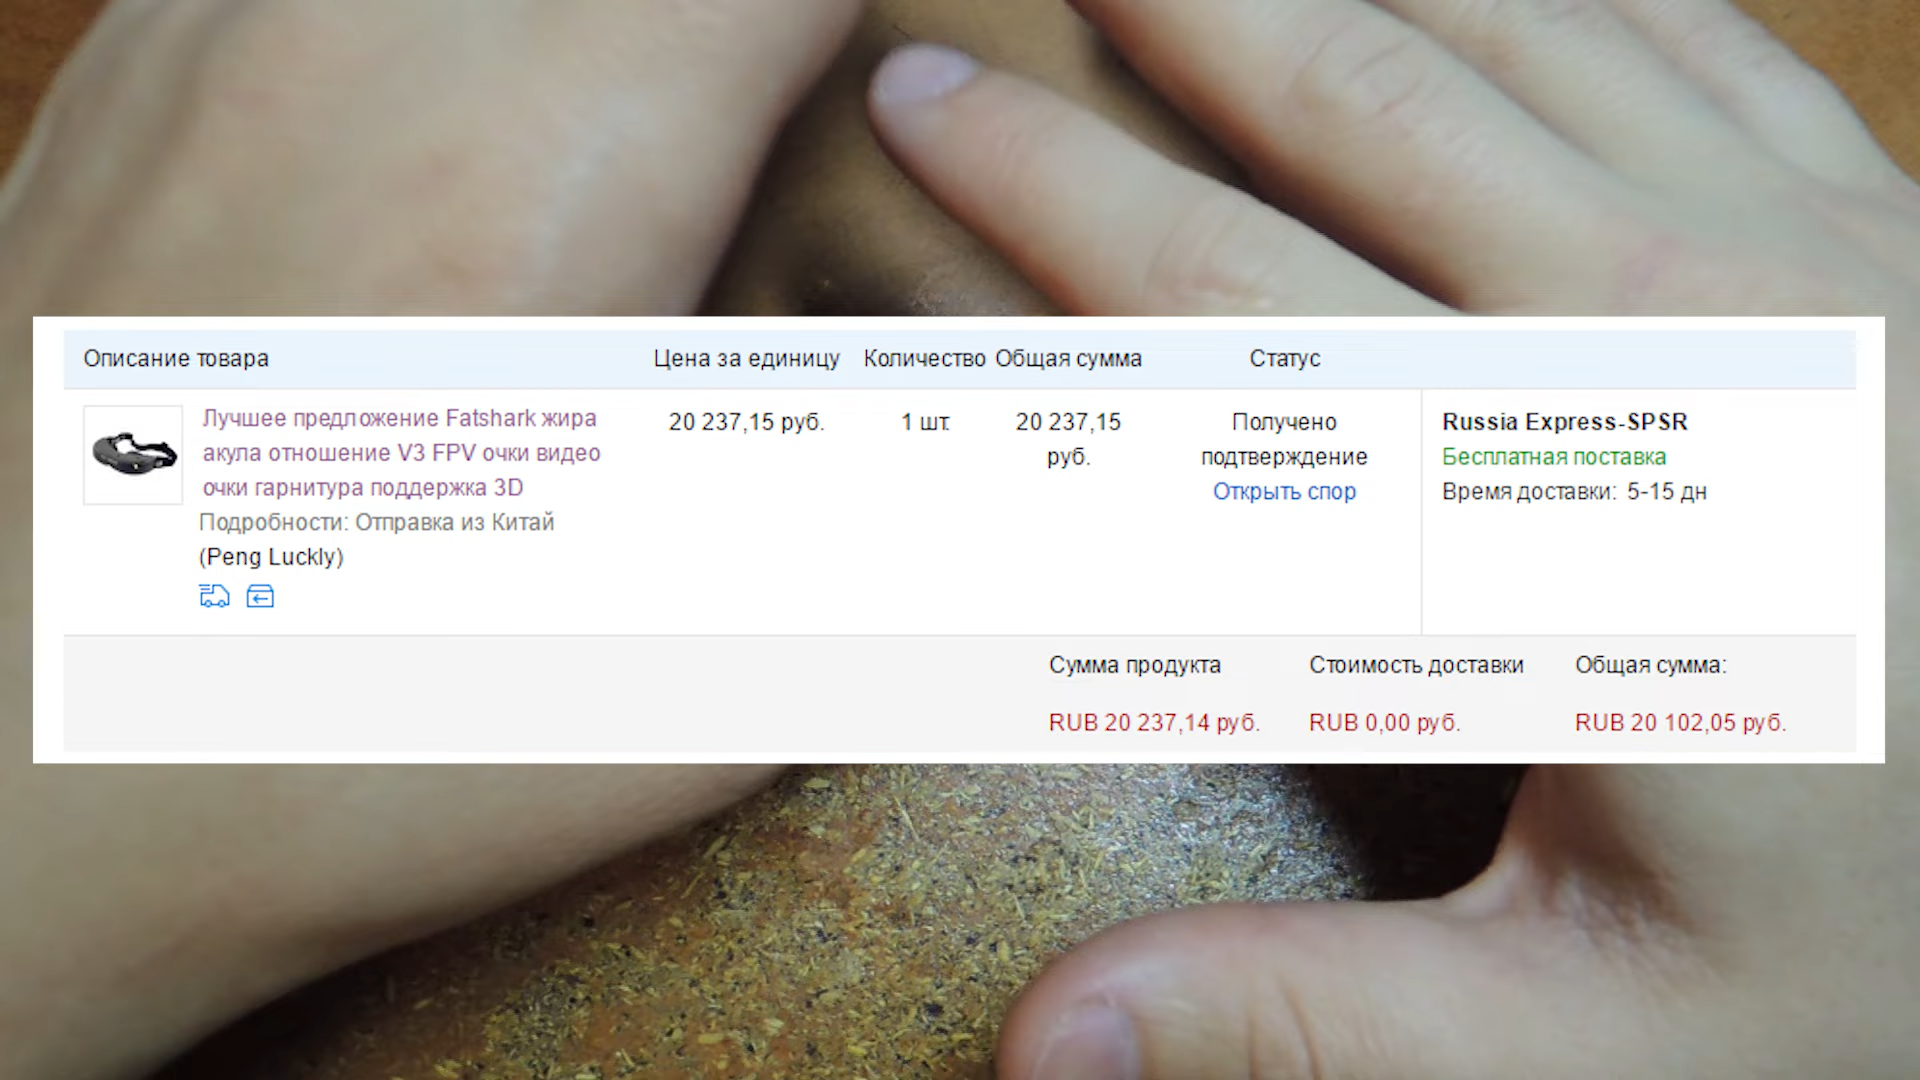 Описание товара Цена за единицу Количество Общая сумма Статус
Лучшее предложение Fatshark жира
акула отношение V3 FPV очки видео
очки гарнитура поддержка 3D
Подробности: Отправка из Китай
(Peng Luckly)
20 237,15 руб.
1 шт.
20 237,15
руб.
Получено
подтверждение
Открыть спор
Russia Express-SPSR
Бесплатная поставка
Время доставки: 5-15 дн
Сумма продукта Стоимость доставки Общая сумма:
RUB 20 237,14 руб. RUB 0,00 руб. RUB 20 102,05 руб.